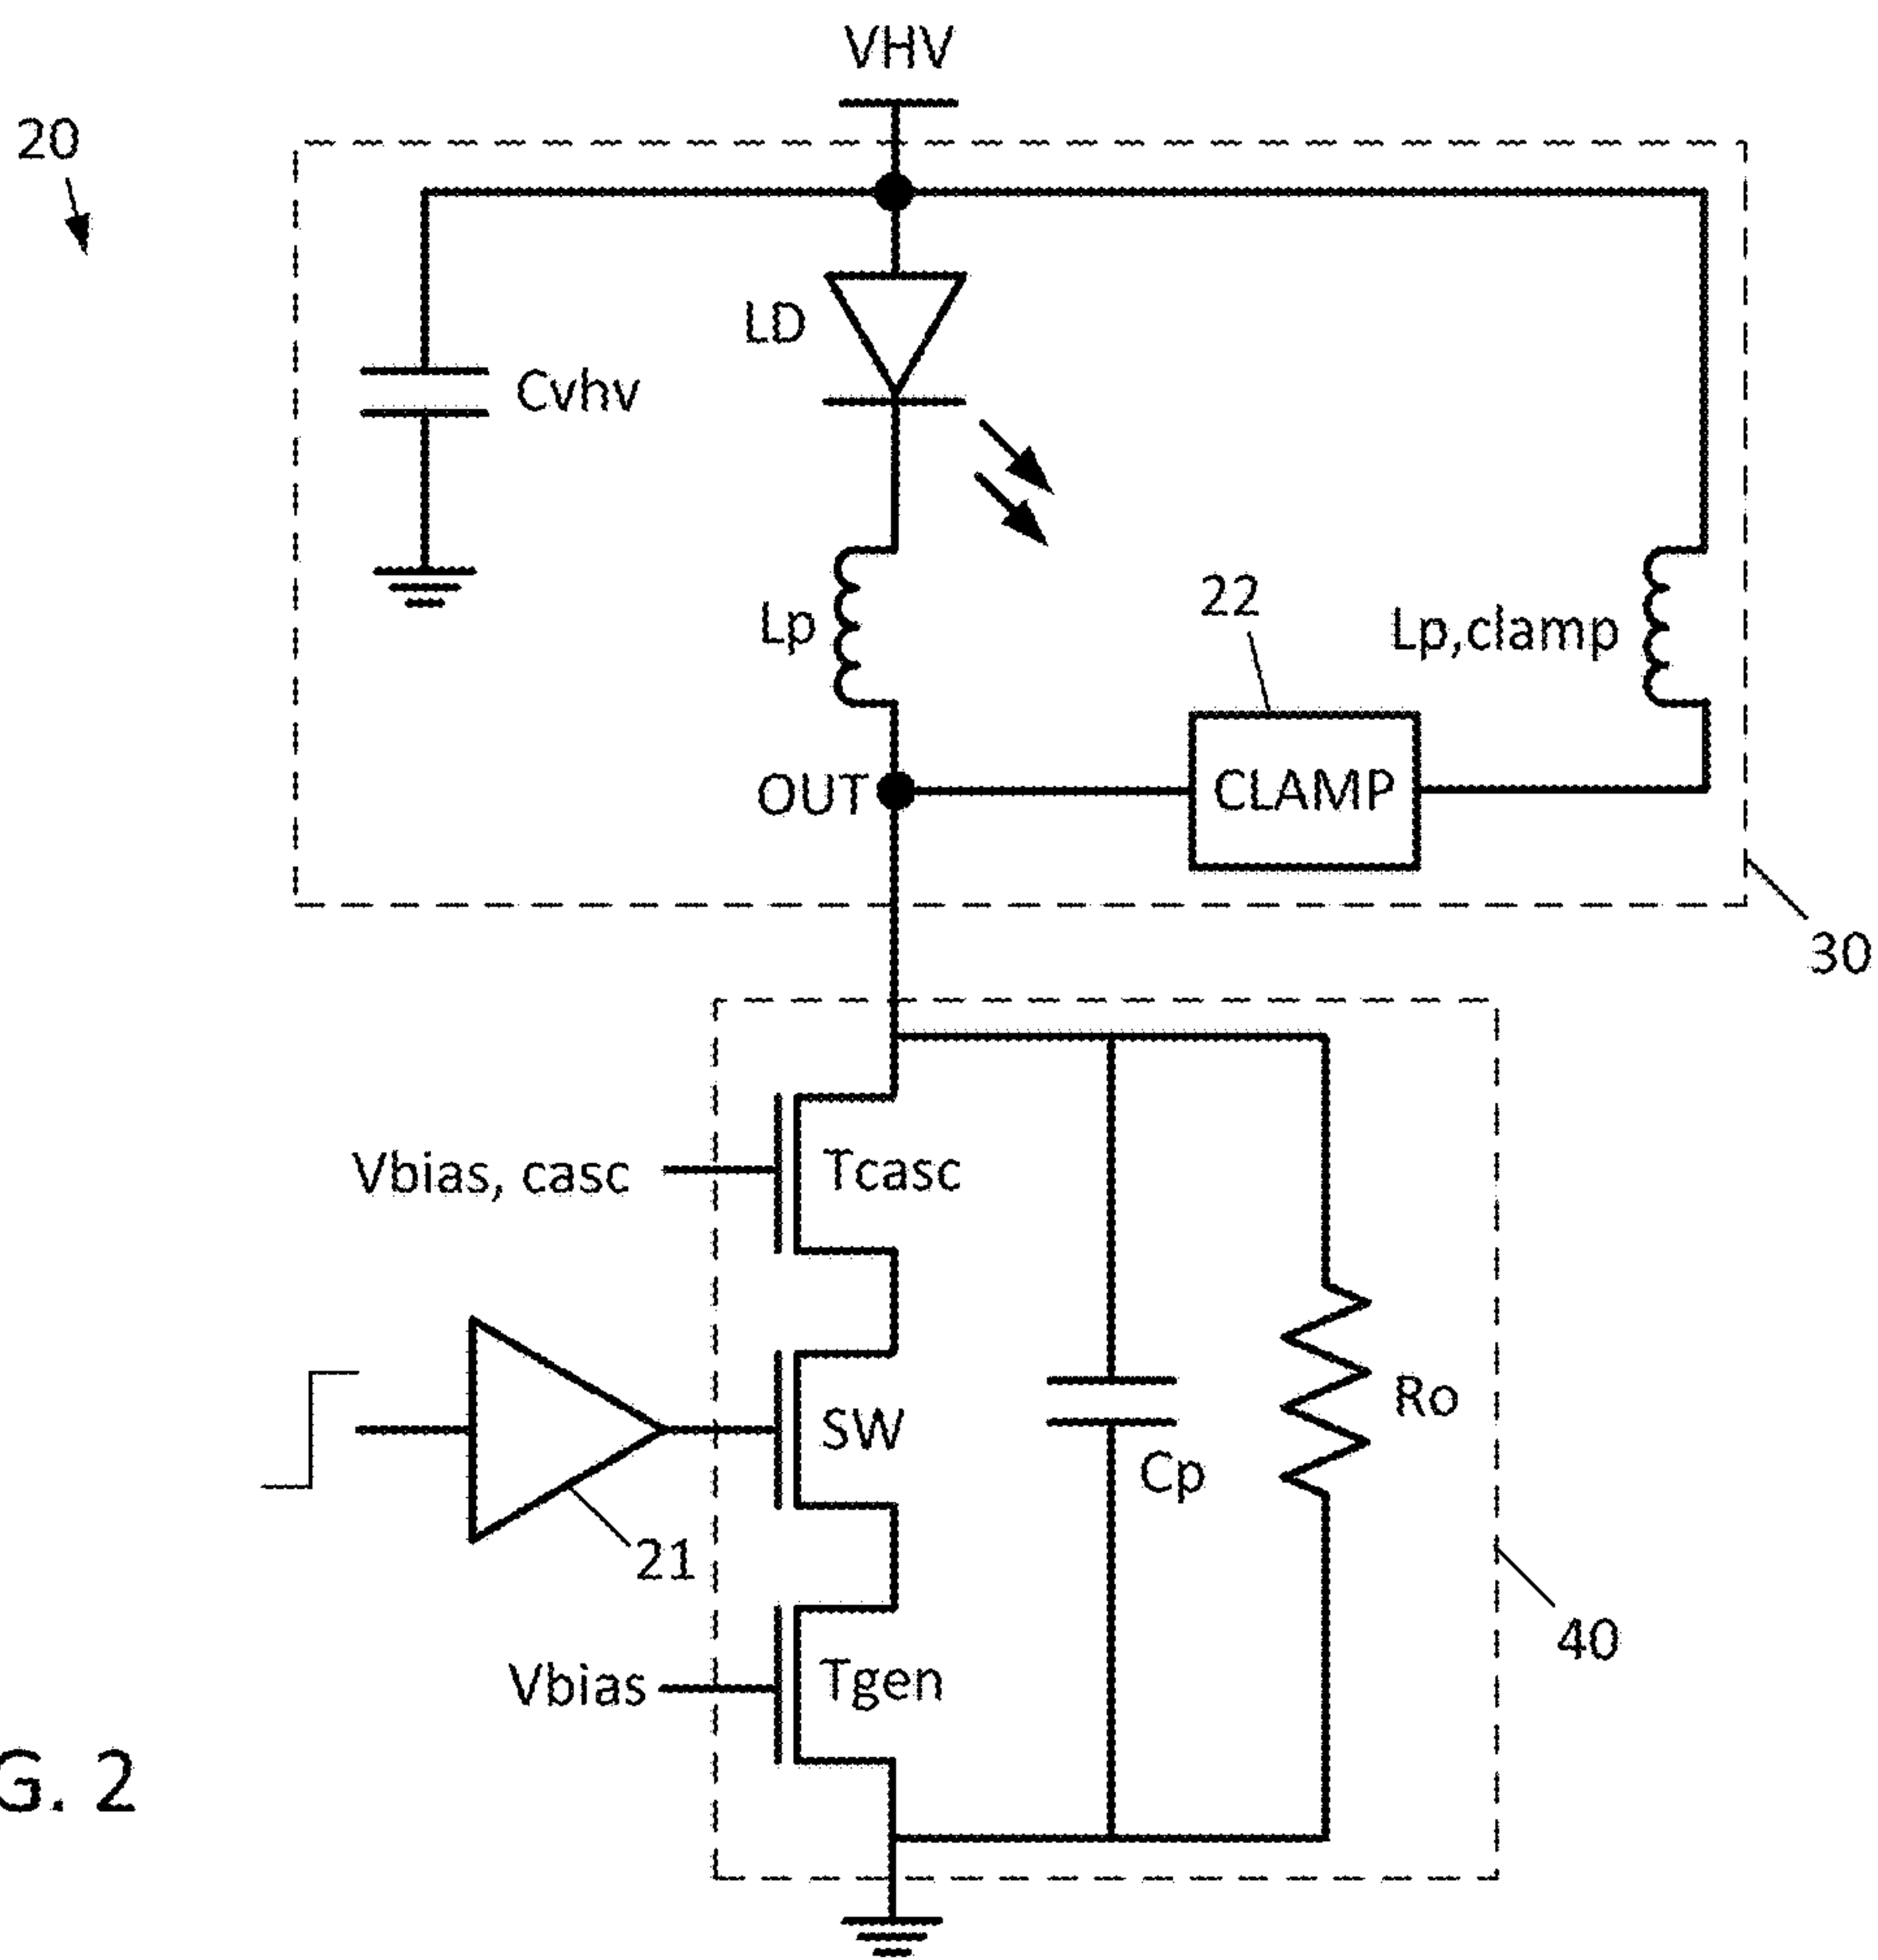 VHV
20
LD
Cvhv
22
Lp
Lp,clamp
OUT
CLAMP
30
Vbias, casc
Tcasc
SW
Ro
Cp
21
40
Vbias
Tgen
G. 2